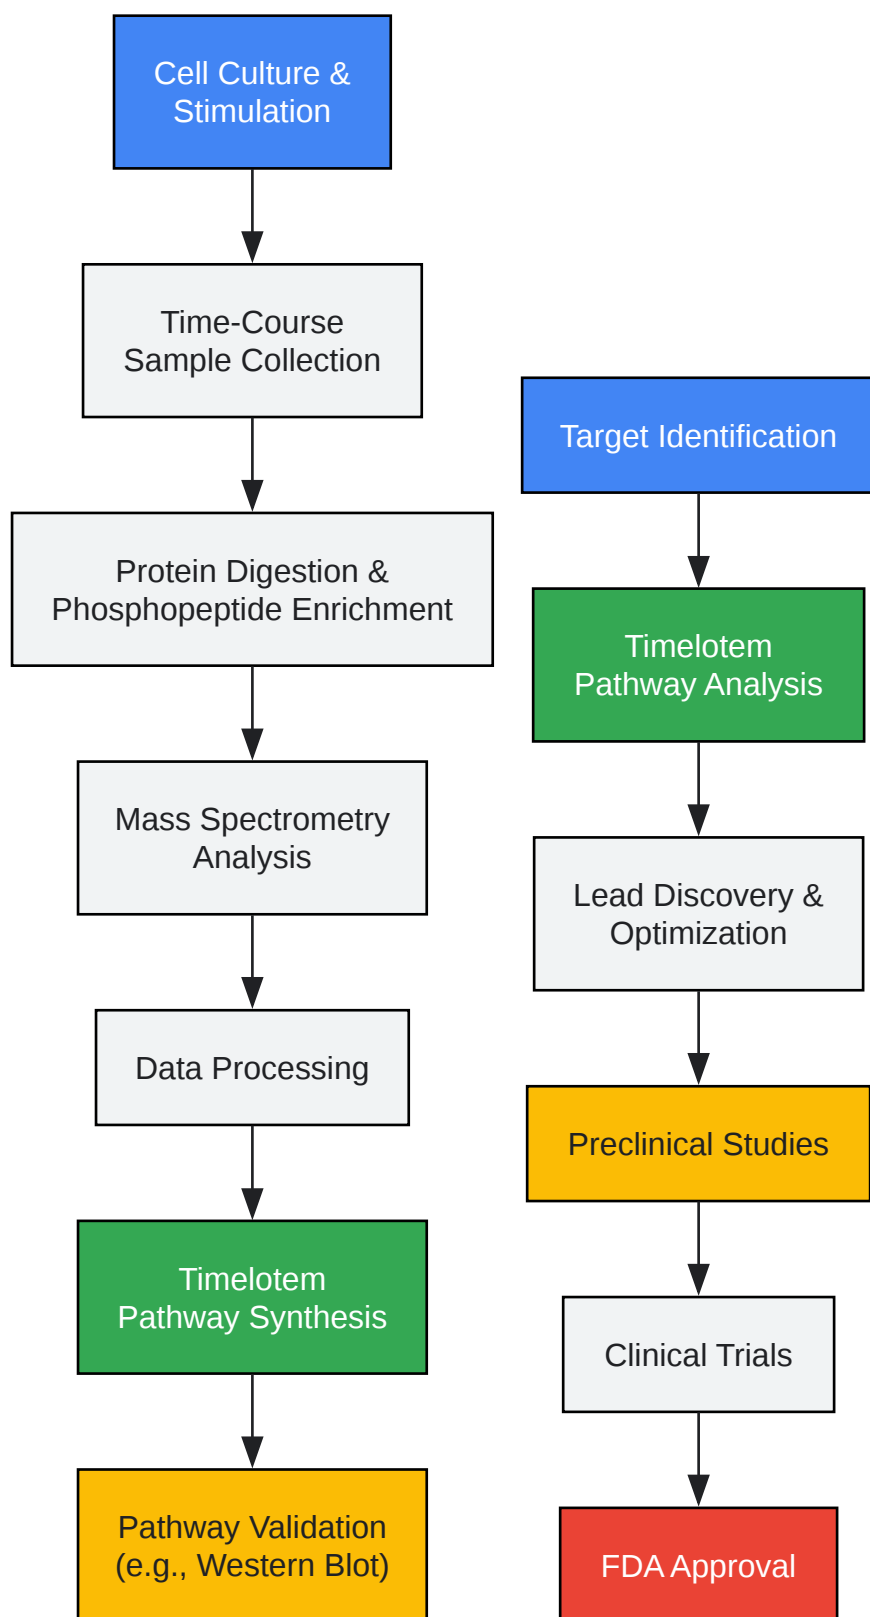 Cell Culture &
Stimulation
Time-Course
Sample Collection
Protein Digestion &
Phosphopeptide Enrichment
Mass Spectrometry
Analysis
Data Processing
Timelotem
Pathway Synthesis
Pathway Validation
(e.g., Western Blot)
Target Identification
Timelotem
Pathway Analysis
Lead Discovery &
Optimization
Preclinical Studies
Clinical Trials
FDA Approval